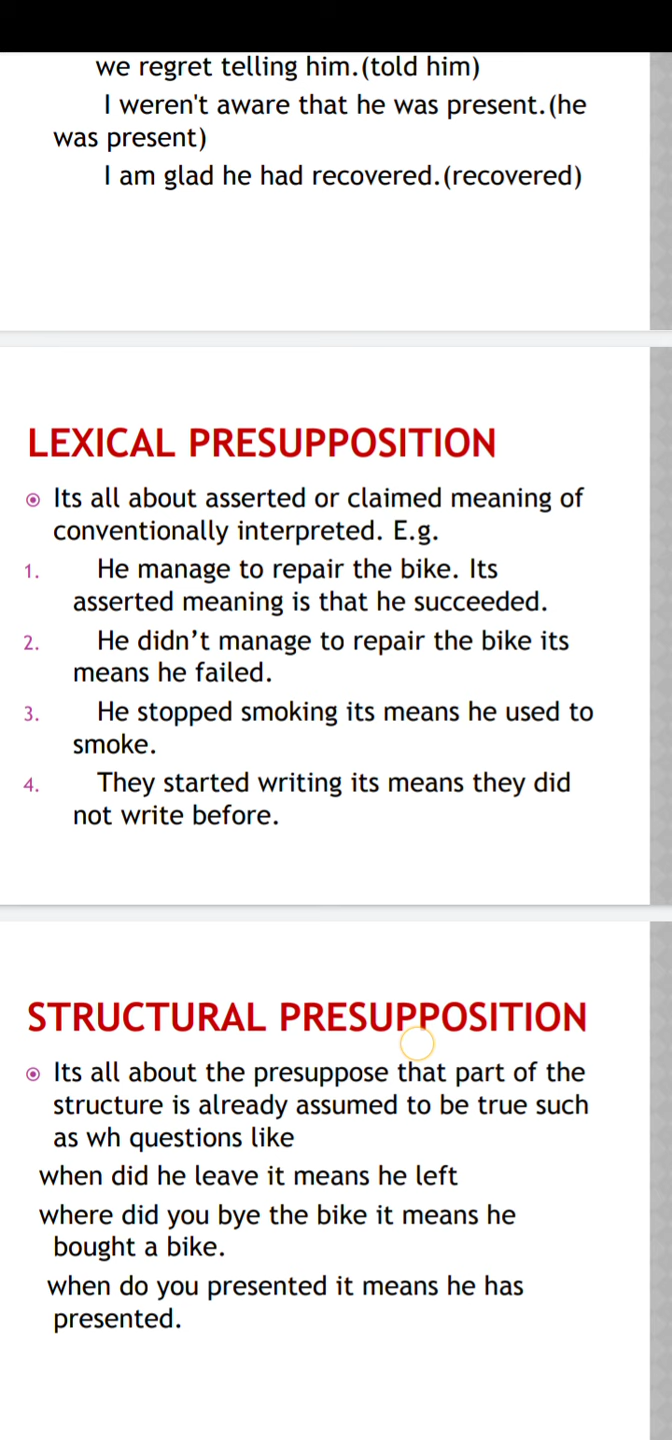 we regret telling him.(told him)
I weren't aware that he was present.(he
was present)
I am glad he had recovered.(recovered)
LEXICAL PRESUPPOSITION
Its all about asserted or claimed meaning of
conventionally interpreted. E.g.
1. He manage to repair the bike. Its
asserted meaning is that he succeeded.
2. He didn’t manage to repair the bike its
means he failed.
3. He stopped smoking its means he used to
smoke.
4. They started writing its means they did
not write before.
STRUCTURAL PRESUPPOSITION
Its all about the presuppose that part of the
structure is already assumed to be true such
as wh questions like
when did he leave it means he left
where did you bye the bike it means he
bought a bike.
when do you presented it means he has
presented.